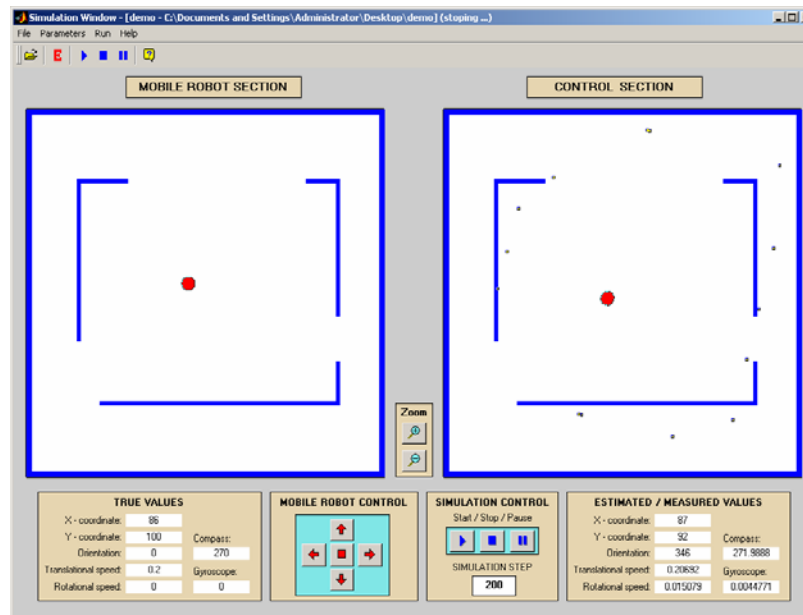 Simulation Window - [demo - C:\Documents and Settings\Administrator\Desktop\demo] (stoping ...)
File Parameters Run Help
E
MOBILE ROBOT SECTION
CONTROL SECTION
Zoom
TRUE VALUES
X - coordinate: 86
Y - coordinate: 100 Compass:
Orientation: 0 270
Translational speed: 0.2 Gyroscope:
Rotational speed: 0 0
MOBILE ROBOT CONTROL
SIMULATION CONTROL
Start / Stop / Pause
SIMULATION STEP
200
ESTIMATED / MEASURED VALUES
X - coordinate: 87
Y - coordinate: 92 Compass:
Orientation: 346 271.9888
Translational speed: 0.20692 Gyroscope:
Rotational speed: 0.015079 0.0044771